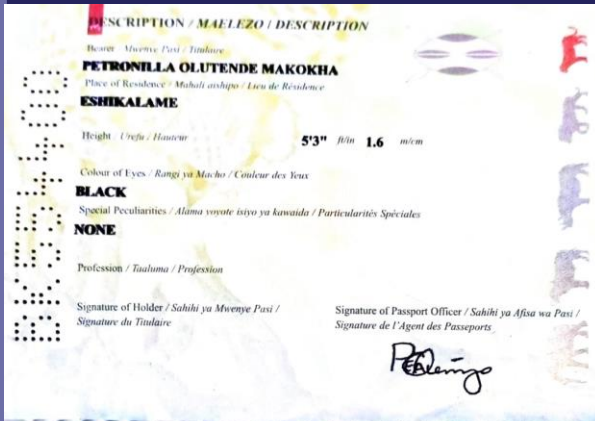 DESCRIPTION / MAELEZO / DESCRIPTION
Bearer / Mwenye Pasi / Titulaire
PETRONILLA OLUTENDE MAKOKHA
Place of Residence / Mahali aishipo / Lieu de Résidence
ESHIKALAME
Height / Urefu / Hauteur 5'3" ft/in 1.6 m/cm
Colour of Eyes / Rangi ya Macho / Couleur des Yeux
BLACK
Special Peculiarities / Alama yoyote isiyo ya kawaida / Particularités Spéciales
NONE
Profession / Taaluma / Profession
Signature of Holder / Sahihi ya Mwenye Pasi /
Signature du Titulaire
Signature of Passport Officer / Sahihi ya Afisa wa Pasi /
Signature de l'Agent des Passeports